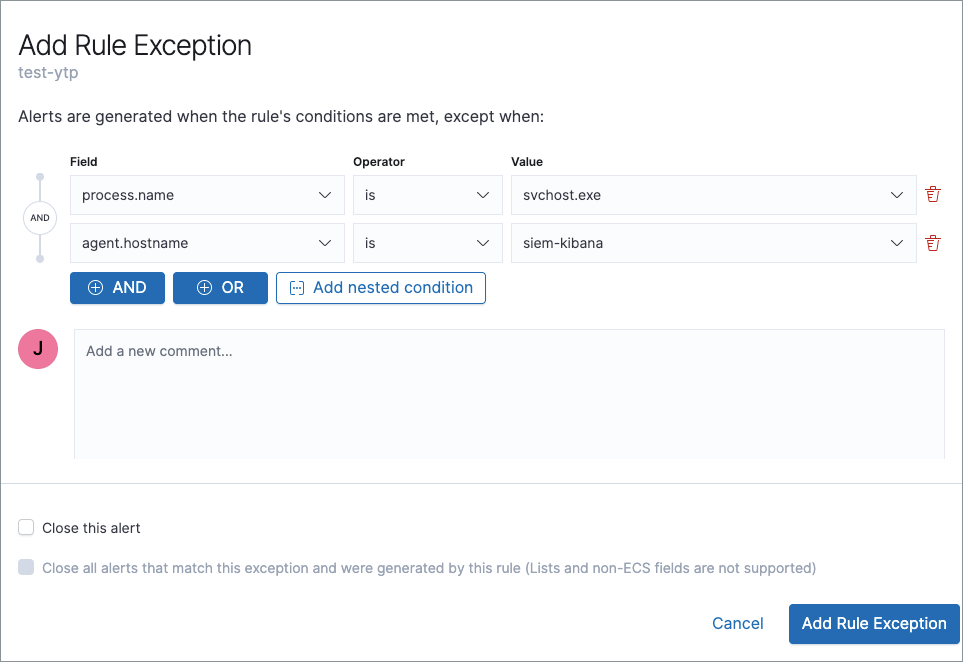 Add Rule Exception
test-ytp
Alerts are generated when the rule's conditions are met, except when:
Field Operator Value
process.name is svchost.exe
AND
agent.hostname is siem-kibana
AND OR Add nested condition
J
Add a new comment...
Close this alert
Close all alerts that match this exception and were generated by this rule (Lists and non-ECS fields are not supported)
Cancel Add Rule Exception